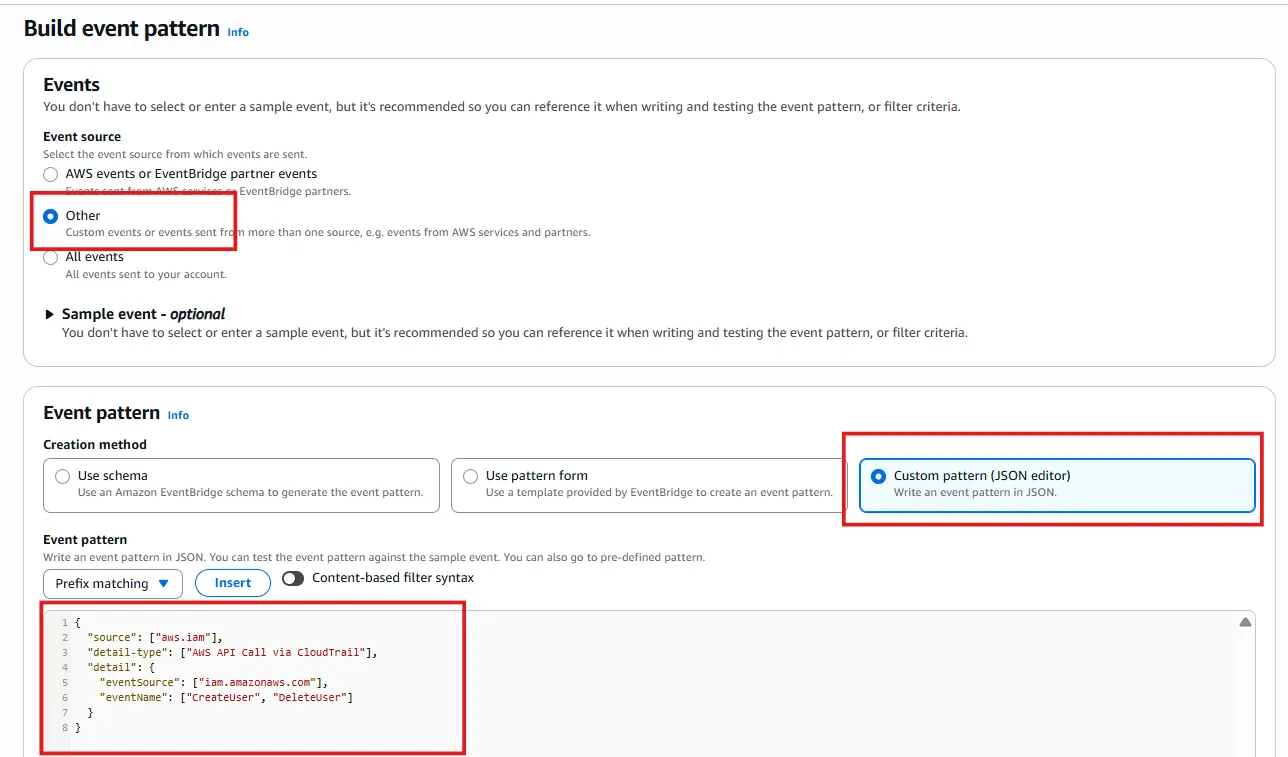 Build event pattern Info
Events
You don't have to select or enter a sample event, but it's recommended so you can reference it when writing and testing the event pattern, or filter criteria.
Event source
Select the event source from which events are sent.
AWS events or EventBridge partner events
Events sent from AWS services or EventBridge partners.
Other
Custom events or events sent from more than one source, e.g. events from AWS services and partners.
All events
All events sent to your account.
Sample event - optional
You don't have to select or enter a sample event, but it's recommended so you can reference it when writing and testing the event pattern, or filter criteria.
Event pattern Info
Creation method
Use schema
Use an Amazon EventBridge schema to generate the event pattern.
Use pattern form
Use a template provided by EventBridge to create an event pattern.
Custom pattern (JSON editor)
Write an event pattern in JSON.
Event pattern
Write an event pattern in JSON. You can test the event pattern against the sample event. You can also go to pre-defined pattern.
Prefix matching Insert Content-based filter syntax
1 {
2 "source": ["aws.iam"],
3 "detail-type": ["AWS API Call via CloudTrail"],
4 "detail": {
5 "eventSource": ["iam.amazonaws.com"],
6 "eventName": ["CreateUser", "DeleteUser"]
7 }
8 }